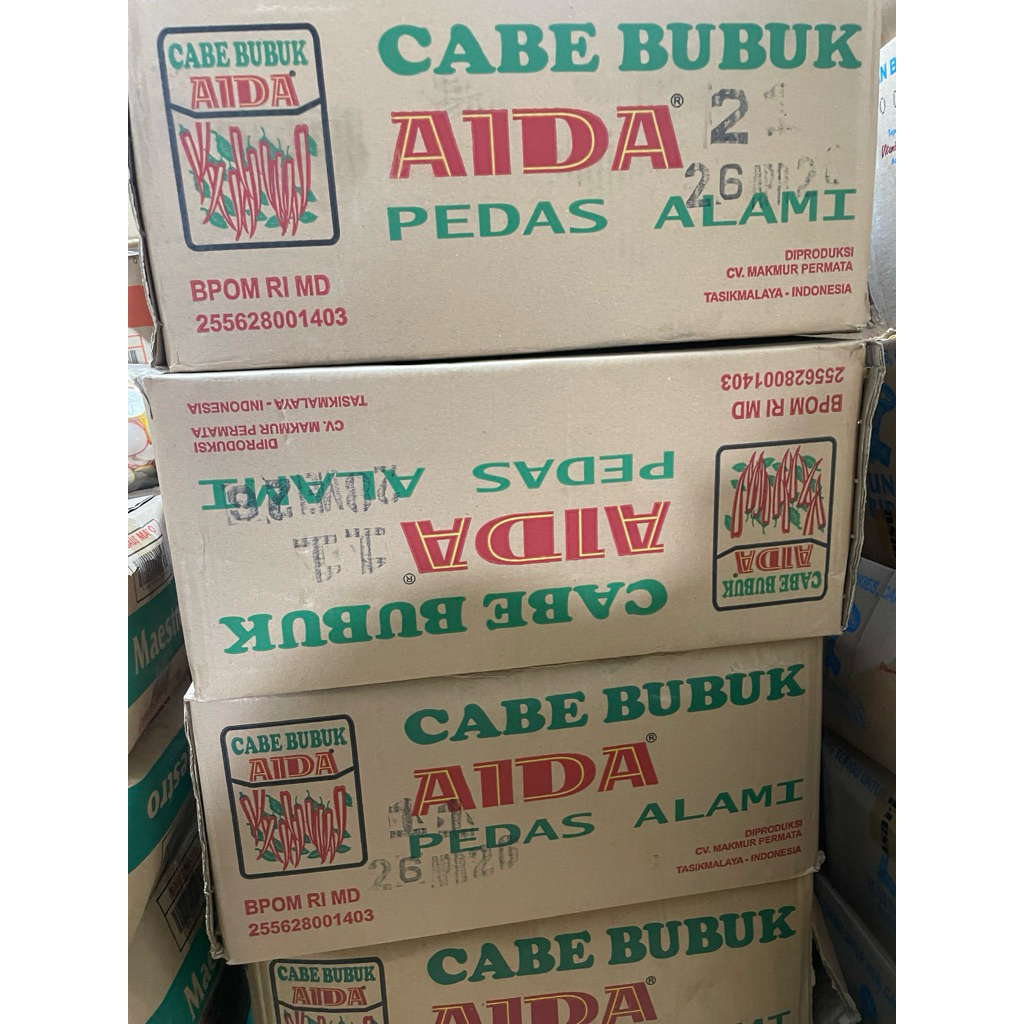 CABE BUBUK
AIDA
CABE BUBUK
AIDA®
21
PEDAS ALAMI
BPOM RI MD
255628001403
DIPRODUKSI
CV. MAKMUR PERMATA
TASIKMALAYA - INDONESIA
CABE BUBUK
AIDA
CABE BUBUK
AIDA®
11
PEDAS ALAMI
BPOM RI MD
255628001403
DIPRODUKSI
CV. MAKMUR PERMATA
TASIKMALAYA - INDONESIA
CABE BUBUK
AIDA
CABE BUBUK
AIDA®
11
PEDAS ALAMI
BPOM RI MD
255628001403
DIPRODUKSI
CV. MAKMUR PERMATA
TASIKMALAYA - INDONESIA
CABE BUBUK
AIDA
CABE BUBUK
AIDA®